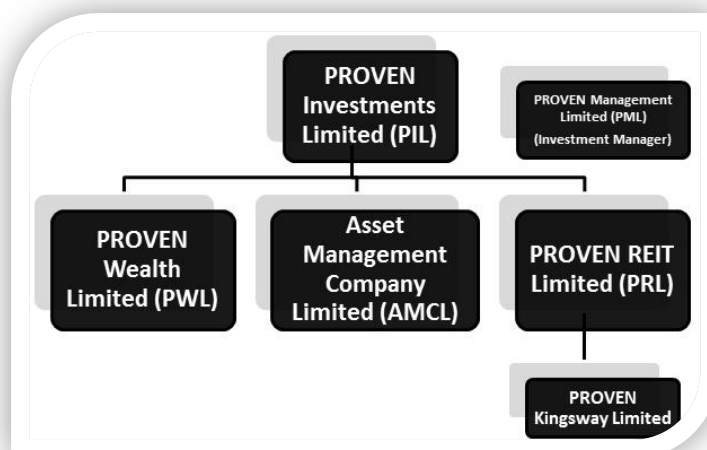 PROVEN
Investments
Limited (PIL)
PROVEN Management
Limited (PML)
(Investment Manager)
PROVEN
Wealth
Limited (PWL)
Asset
Management
Company
Limited (AMCL)
PROVEN REIT
Limited (PRL)
PROVEN
Kingsway Limited